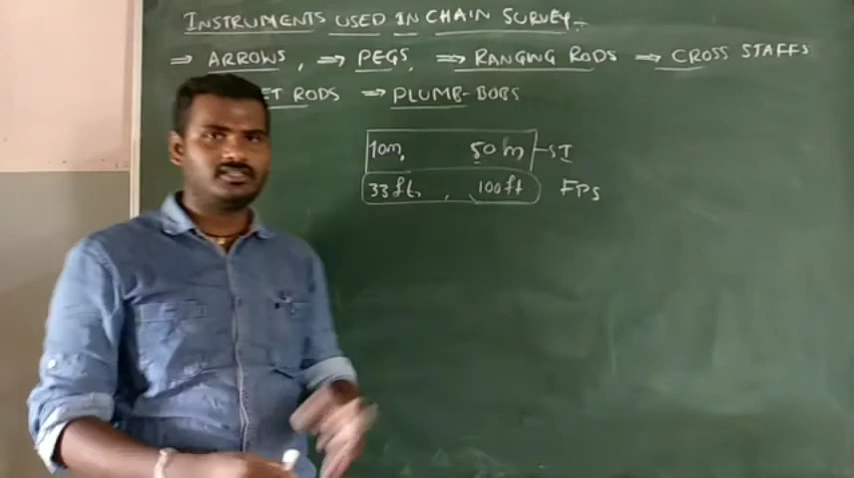 INSTRUMENTS USED IN CHAIN SURVEY:-
⇒ ARROWS, ⇒ PEGS, ⇒ RANGING RODS ⇒ CROSS STAFFS
RODS ⇒ PLUMB-BOBS
10m, 50m SI
33ft, 100ft FPS